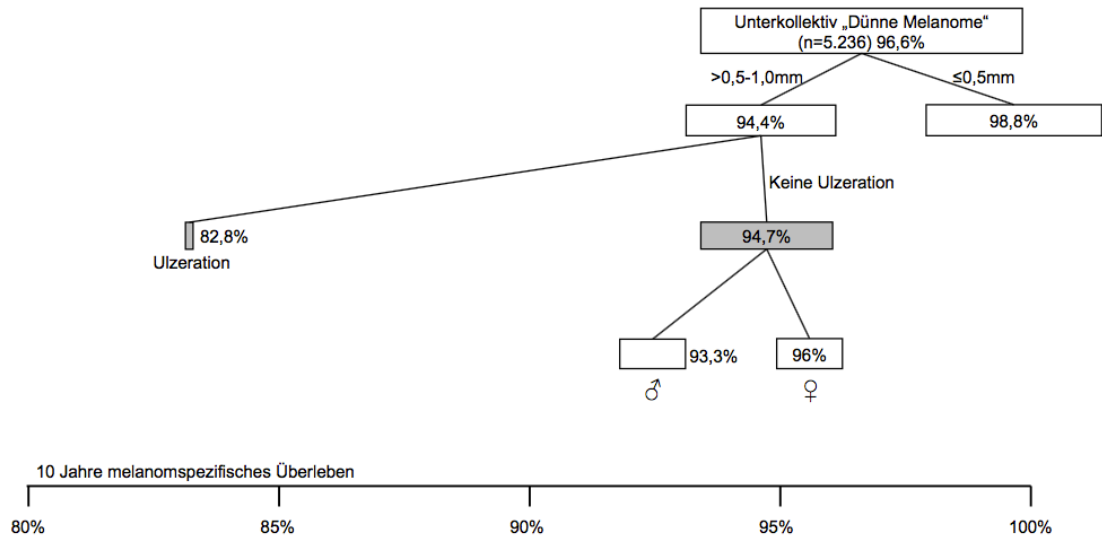 Unterkollektiv „Dünne Melanome“
(n=5.236) 96,6%
>0,5-1,0mm
≤0,5mm
94,4%
98,8%
Keine Ulzeration
82,8%
94,7%
Ulzeration
93,3%
96%
♂
♀
10 Jahre melanomspezifisches Überleben
80%
85%
90%
95%
100%